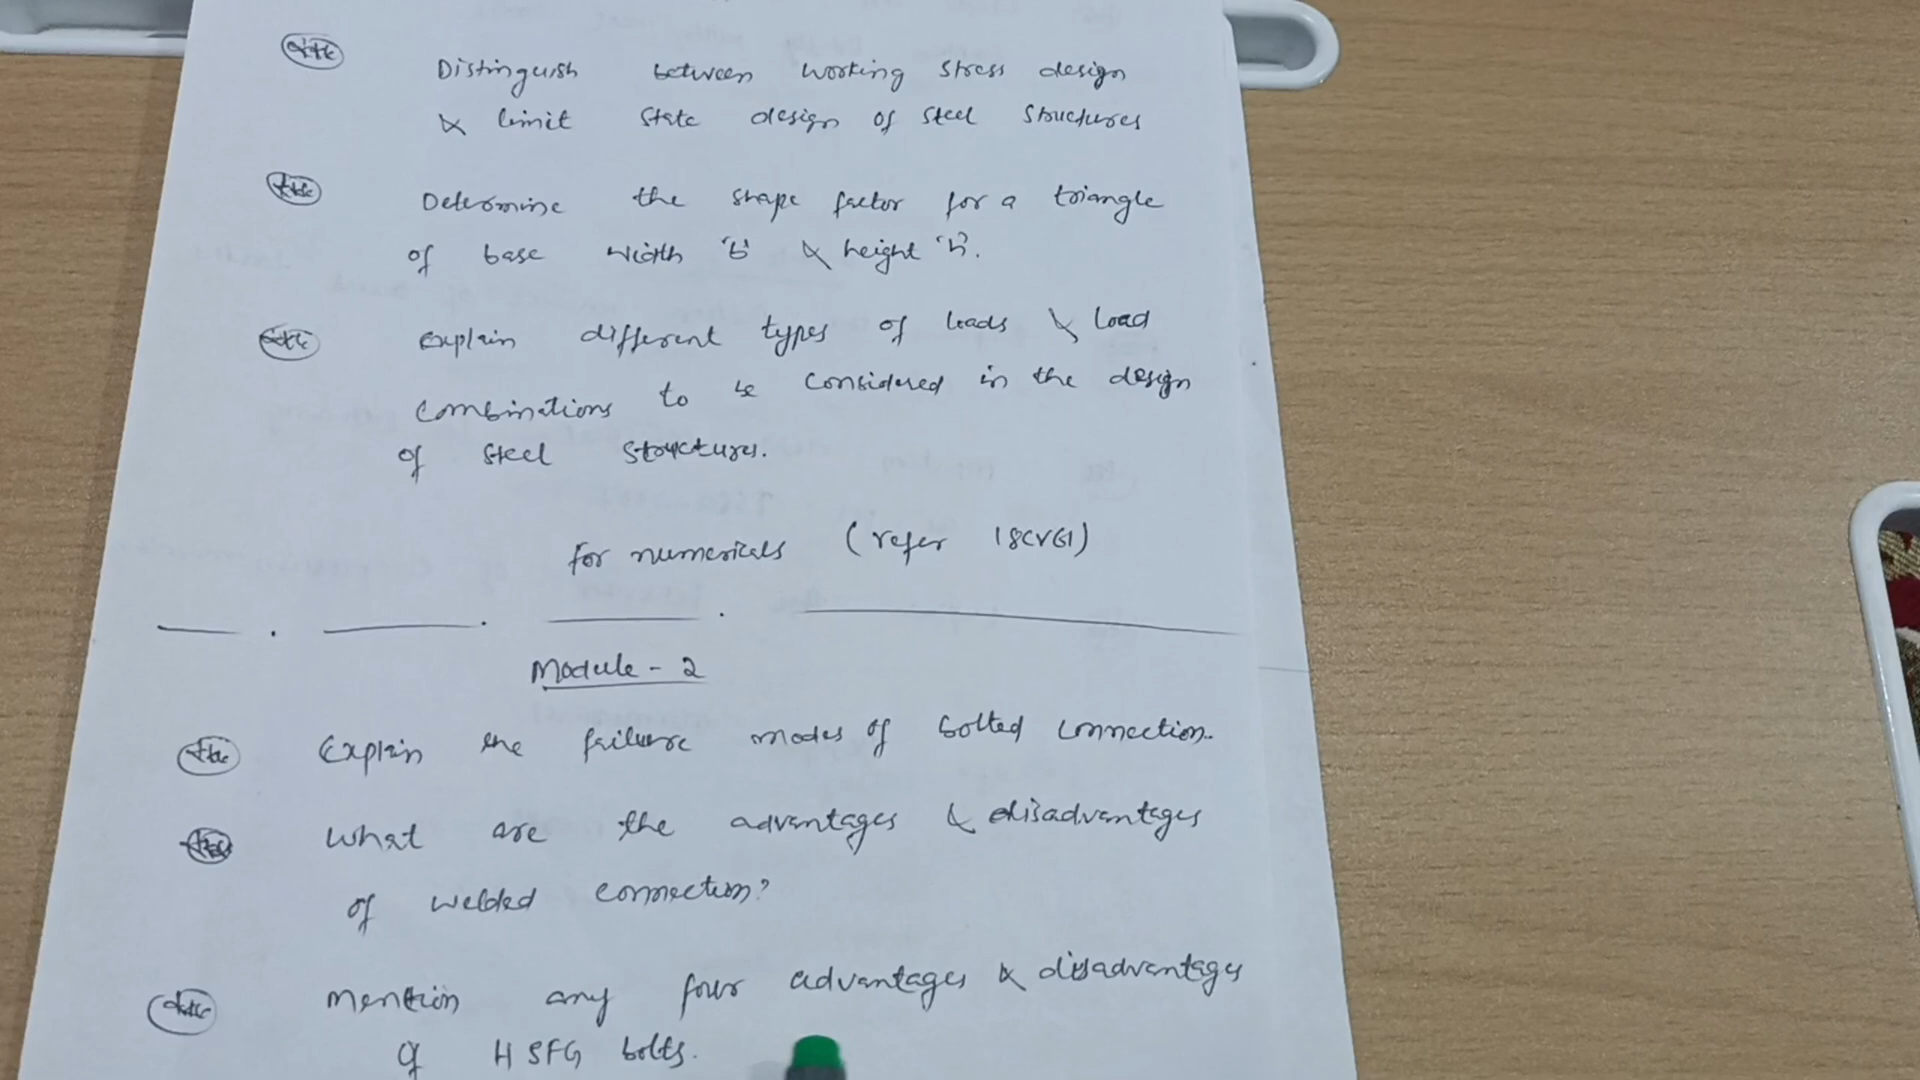 Distinguish between working stress design
& limit state design of steel structures
Determine the shape factor for a triangle
of base width 'b' & height 'h'.
Explain different types of loads & load
combinations to be considered in the design
of steel structures.
for numericals (refer 18CV61)
Module - 2
Explain the failure modes of bolted connection.
What are the advantages & disadvantages
of welded connection?
Mention any four advantages & disadvantages
of HSFG bolts.